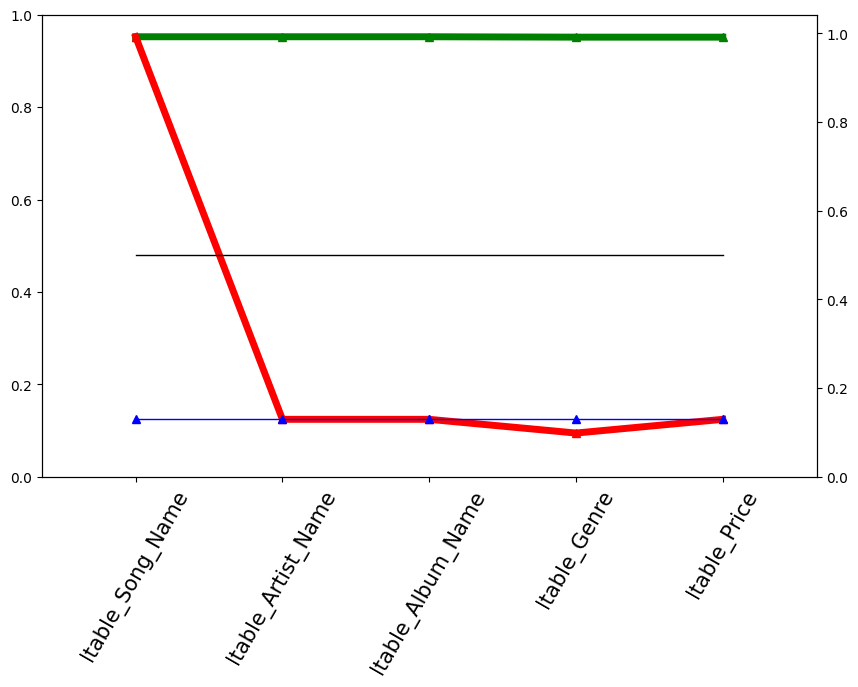 1.0
0.8
0.6
0.4
0.2
0.0
1.0
0.8
0.6
0.4
0.2
0.0
ltable_Song_Name
ltable_Artist_Name
ltable_Album_Name
ltable_Genre
ltable_Price